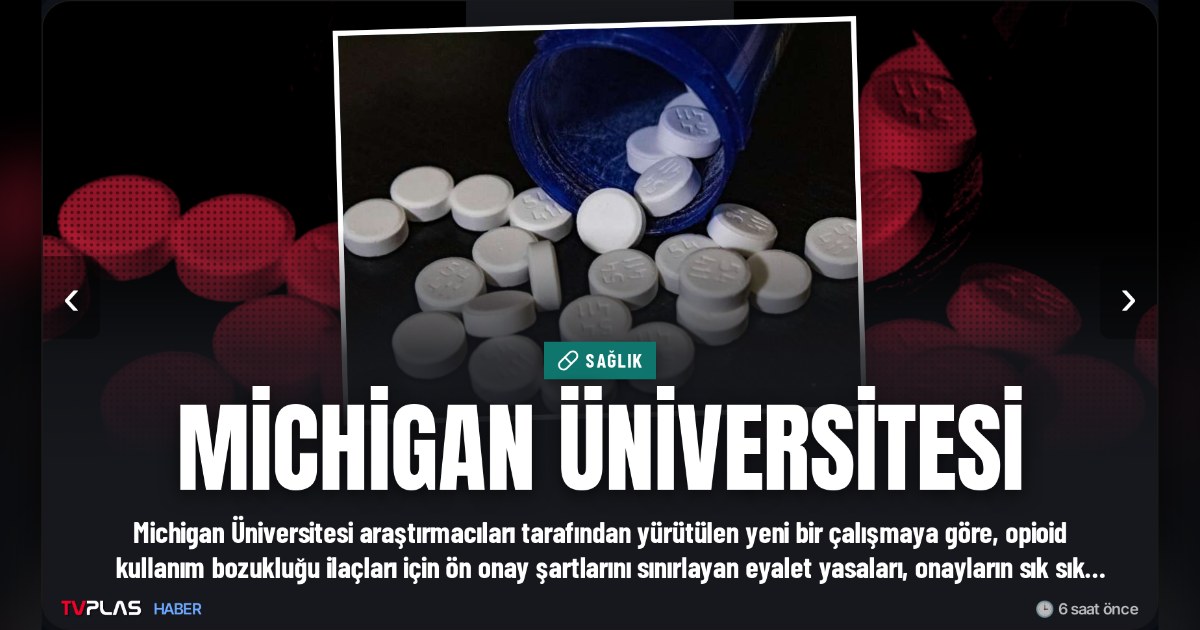 SAĞLIK
MİCHİGAN ÜNİVERSİTESİ
Michigan Üniversitesi araştırmacıları tarafından yürütülen yeni bir çalışmaya göre, opioid
kullanım bozukluğu ilaçları için ön onay şartlarını sınırlayan eyalet yasaları, onayların sık sık...
TVPLAS HABER
6 saat önce